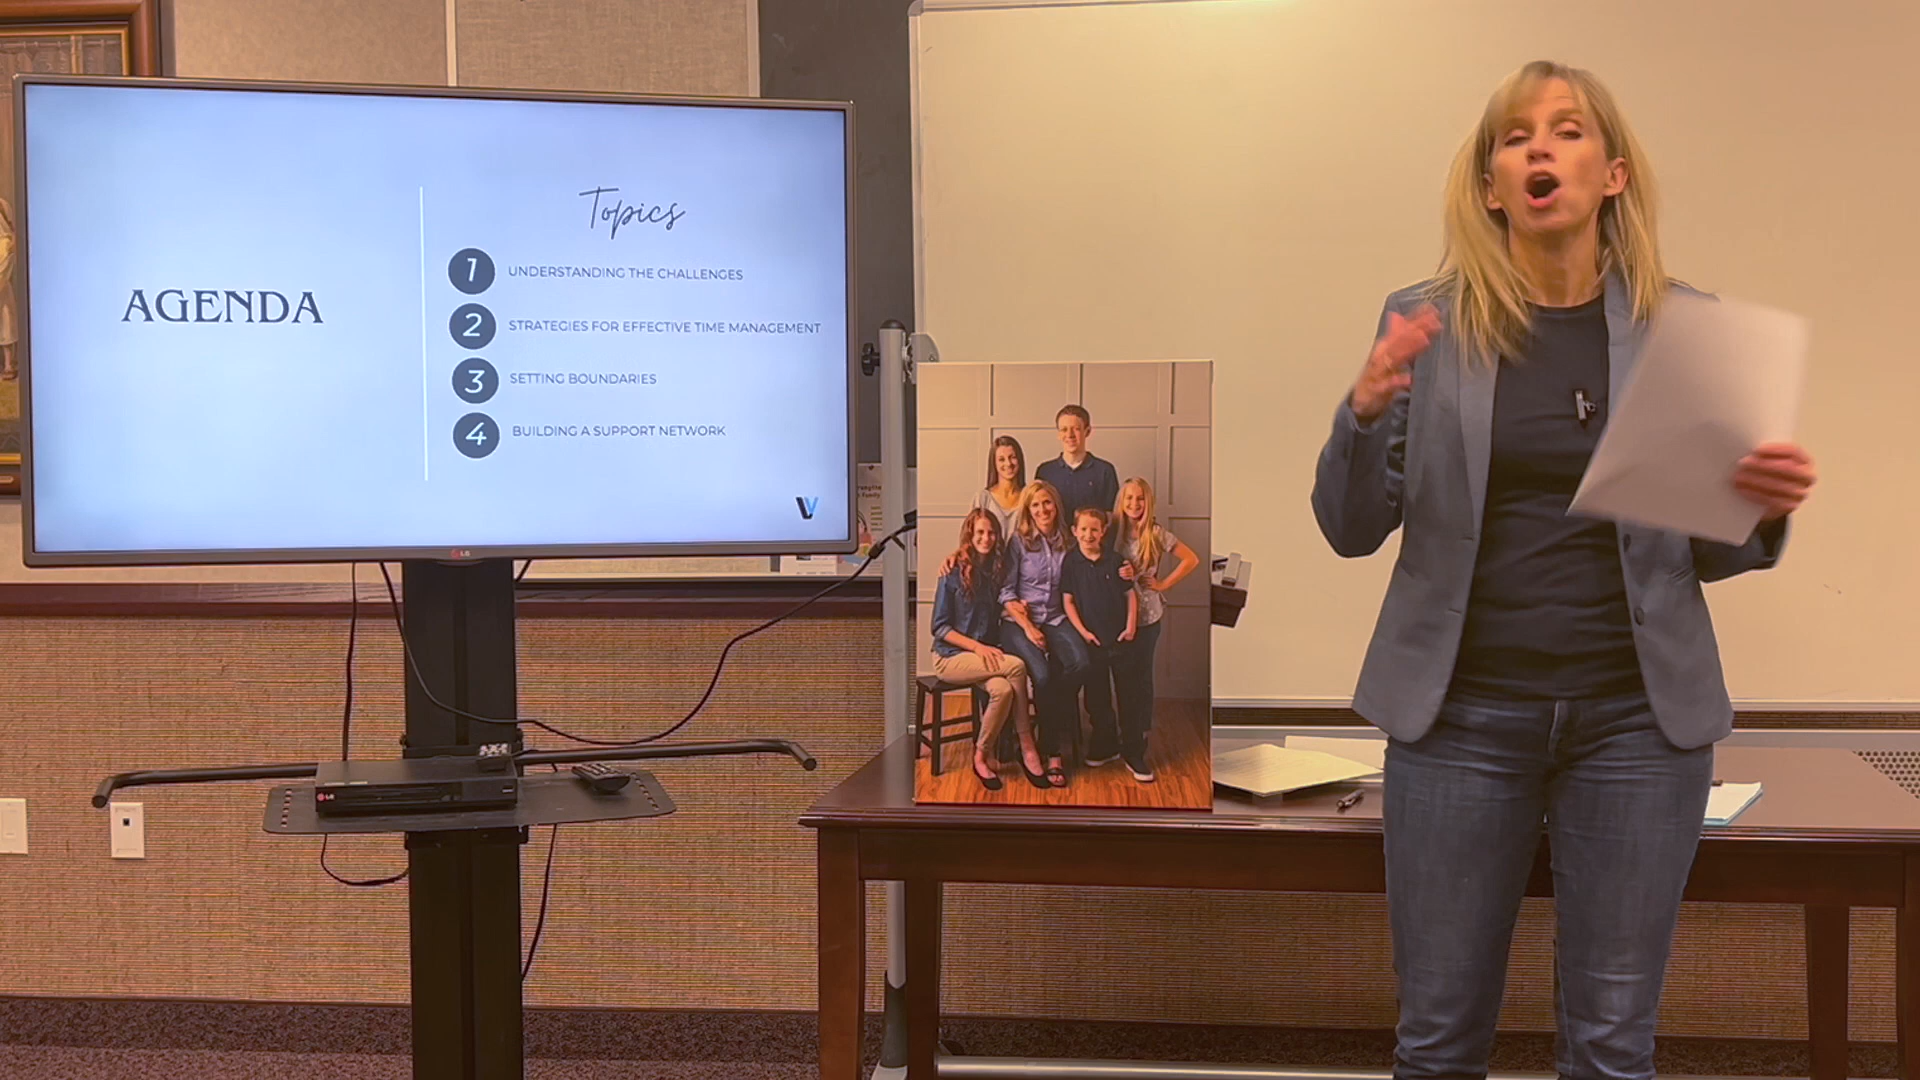 AGENDA
Topics
1 UNDERSTANDING THE CHALLENGES
2 STRATEGIES FOR EFFECTIVE TIME MANAGEMENT
3 SETTING BOUNDARIES
4 BUILDING A SUPPORT NETWORK
LG
LG